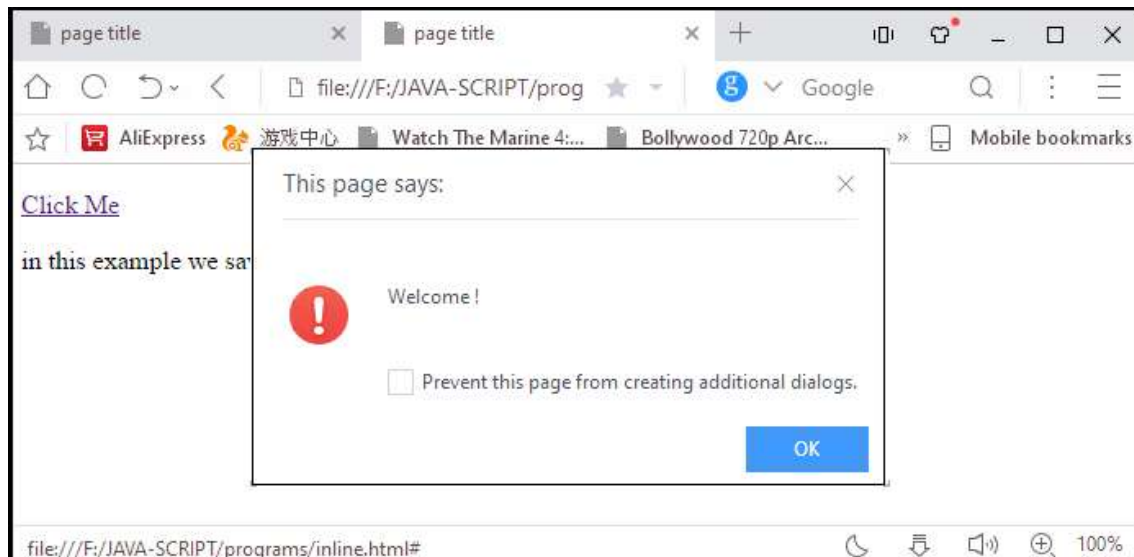 page title
page title
file:///F:/JAVA-SCRIPT/prog
g
Google
AliExpress
游戏中心
Watch The Marine 4:...
Bollywood 720p Arc...
»
Mobile bookmarks
This page says:
Click Me
in this example we sa
Welcome !
Prevent this page from creating additional dialogs.
OK
file:///F:/JAVA-SCRIPT/programs/inline.html#
100%